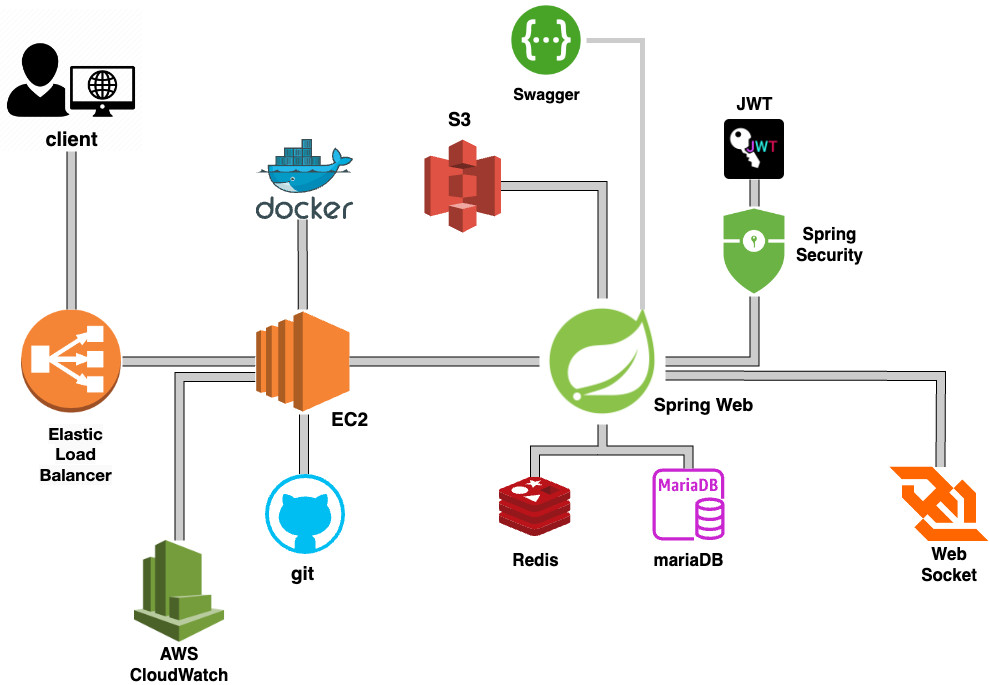 Swagger
client
S3
JWT
JWT
docker
Spring
Security
EC2
Spring Web
Elastic
Load
Balancer
MariaDB
git
Redis
mariaDB
Web
Socket
AWS
CloudWatch